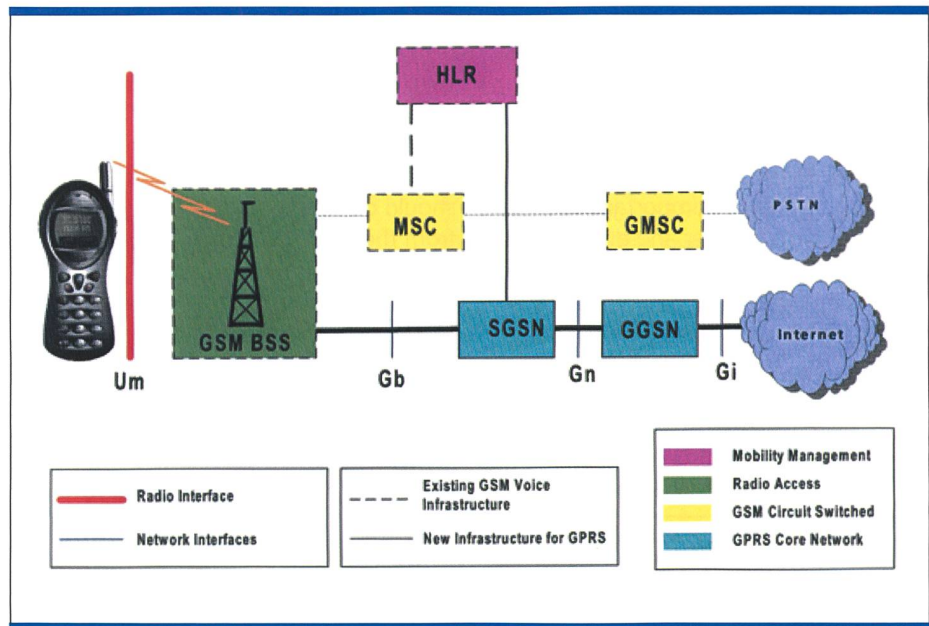 HLR
MSC
GMSC
PSTN
GSM BSS
SGSN
GGSN
Internet
Um
Gb
Gn
Gi
Radio Interface
Network Interfaces
Existing GSM Voice
Infrastructure
New Infrastructure for GPRS
Mobility Management
Radio Access
GSM Circuit Switched
GPRS Core Network